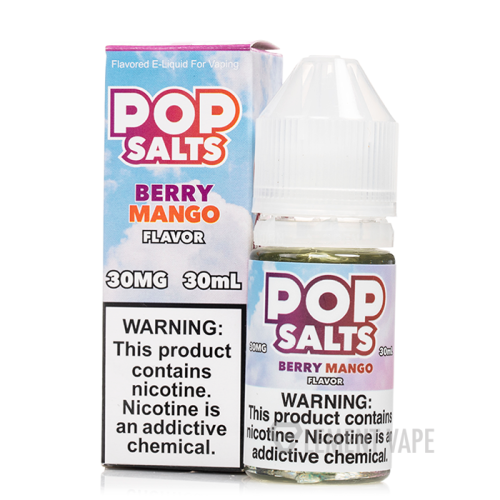 Flavored E-Liquid For Vaping
POP
SALTS
BERRY
MANGO
FLAVOR
30MG 30mL
WARNING:
This product
contains
nicotine.
Nicotine is
an addictive
chemical.
POP
SALTS
30MG 30mL
BERRY MANGO
FLAVOR
WARNING:
This product contains
nicotine. Nicotine is an
addictive chemical.
ELEMENT VAPE